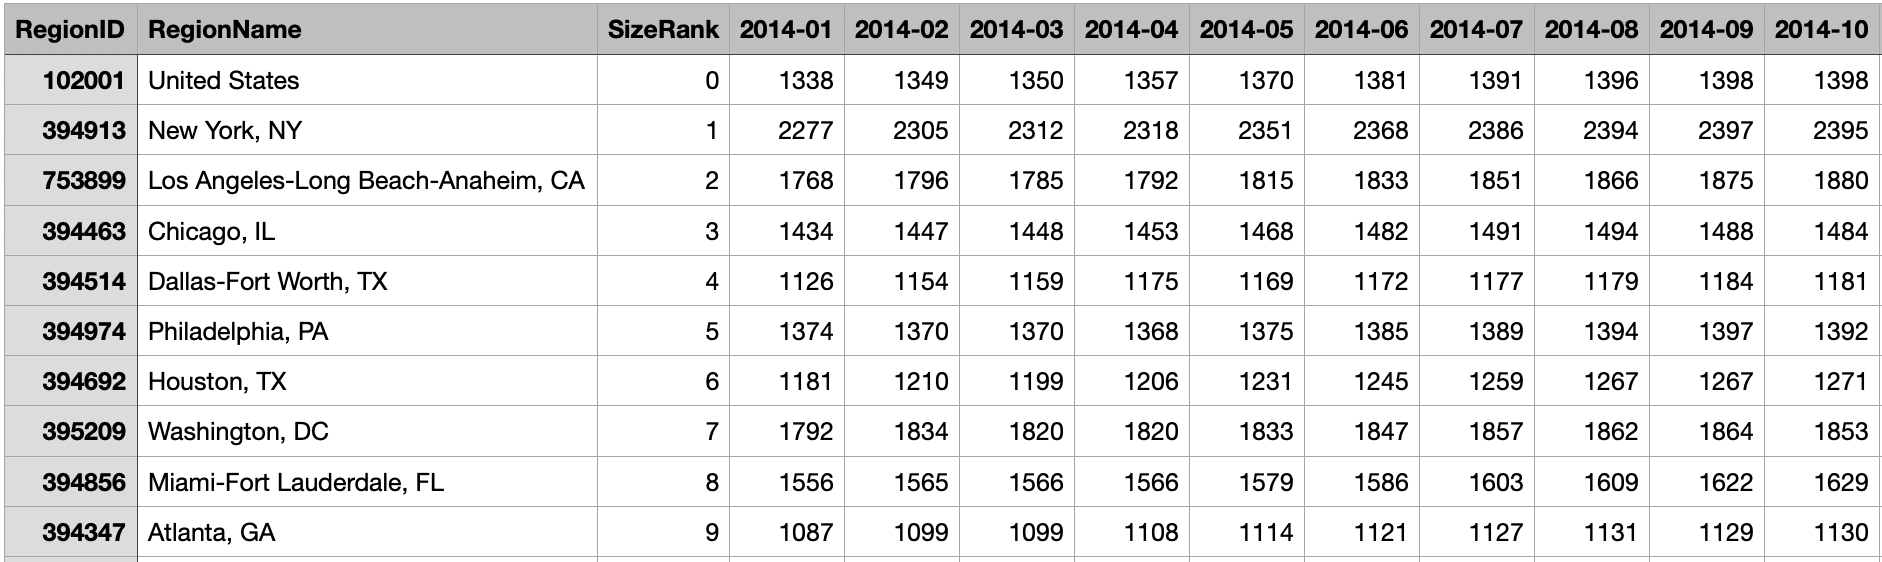 RegionID RegionName SizeRank 2014-01 2014-02 2014-03 2014-04 2014-05 2014-06 2014-07 2014-08 2014-09 2014-10
102001 United States 0 1338 1349 1350 1357 1370 1381 1391 1396 1398 1398
394913 New York, NY 1 2277 2305 2312 2318 2351 2368 2386 2394 2397 2395
753899 Los Angeles-Long Beach-Anaheim, CA 2 1768 1796 1785 1792 1815 1833 1851 1866 1875 1880
394463 Chicago, IL 3 1434 1447 1448 1453 1468 1482 1491 1494 1488 1484
394514 Dallas-Fort Worth, TX 4 1126 1154 1159 1175 1169 1172 1177 1179 1184 1181
394974 Philadelphia, PA 5 1374 1370 1370 1368 1375 1385 1389 1394 1397 1392
394692 Houston, TX 6 1181 1210 1199 1206 1231 1245 1259 1267 1267 1271
395209 Washington, DC 7 1792 1834 1820 1820 1833 1847 1857 1862 1864 1853
394856 Miami-Fort Lauderdale, FL 8 1556 1565 1566 1566 1579 1586 1603 1609 1622 1629
394347 Atlanta, GA 9 1087 1099 1099 1108 1114 1121 1127 1131 1129 1130